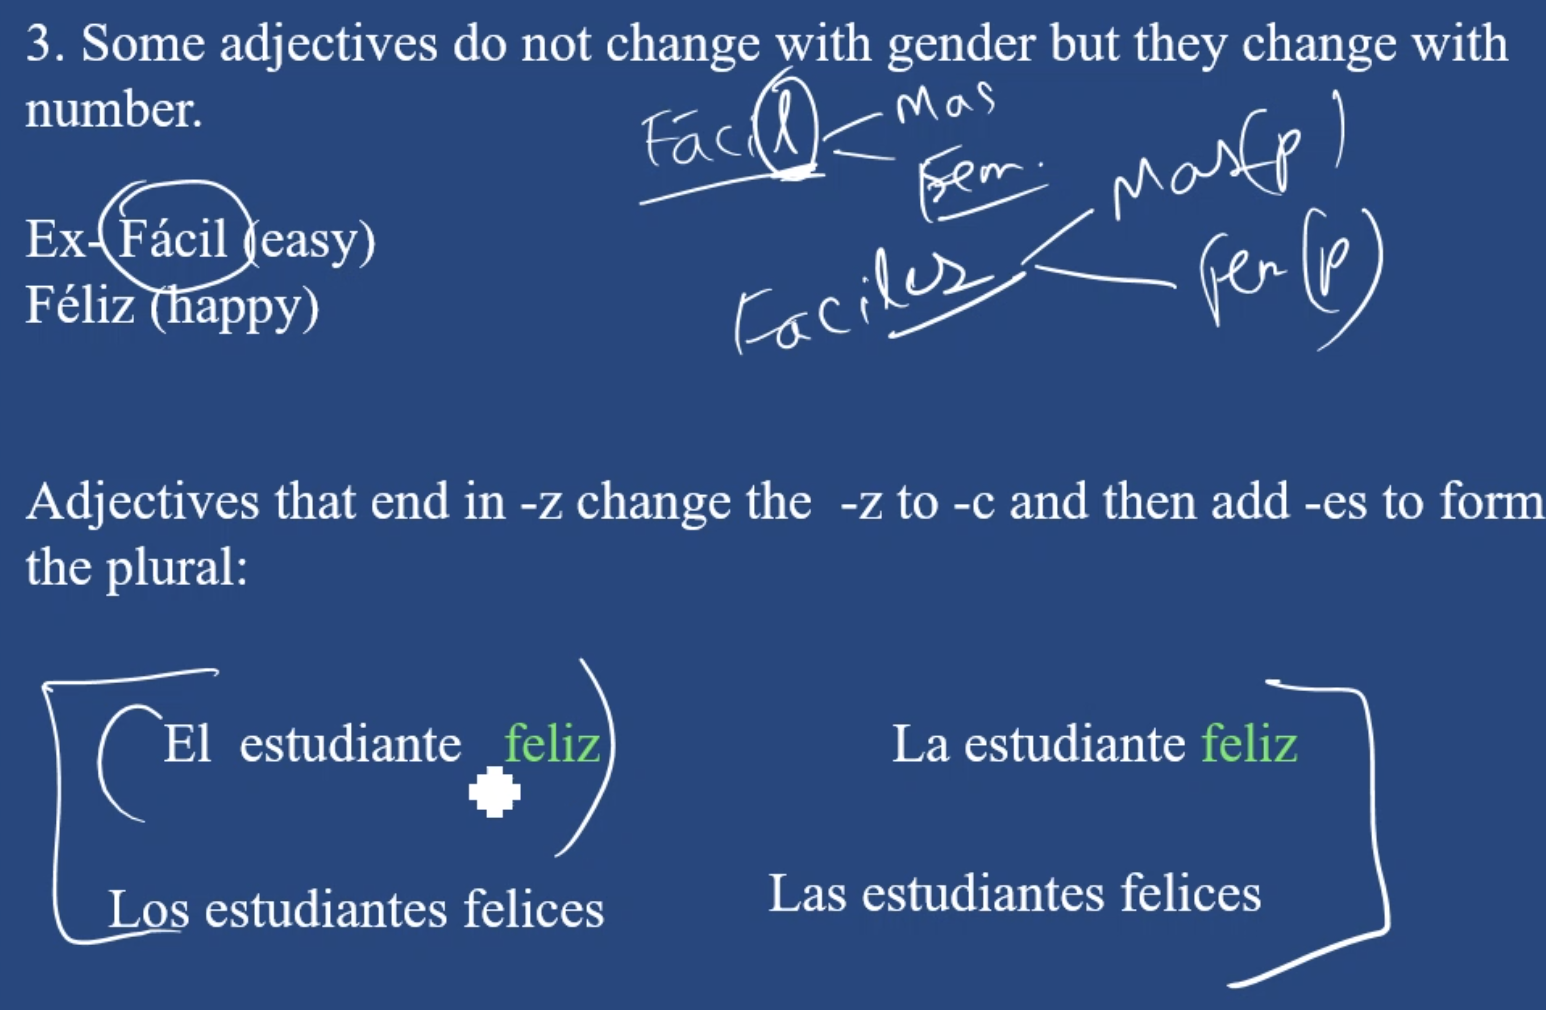 3. Some adjectives do not change with gender but they change with
number.
Fácil
Mas
Fem.
Ex- Fácil (easy)
Féliz (happy)
Faciles
Mas(p)
fem(p)
Adjectives that end in -z change the -z to -c and then add -es to form
the plural:
El estudiante feliz
La estudiante feliz
Los estudiantes felices
Las estudiantes felices